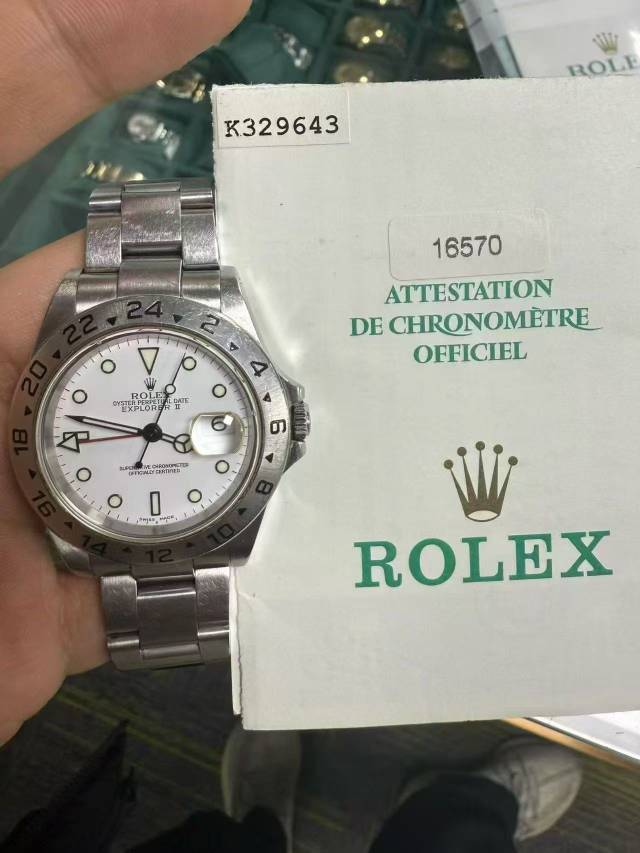 ROLE
K329643
16570
ATTESTATION
DE CHRONOMÈTRE
OFFICIEL
ROLEX
24
2
4
6
8
10
12
14
16
18
20
22
ROLEX
OYSTER PERPETUAL DATE
EXPLORER II
6
SUPERLATIVE CHRONOMETER
OFFICIALLY CERTIFIED
SWISS MADE